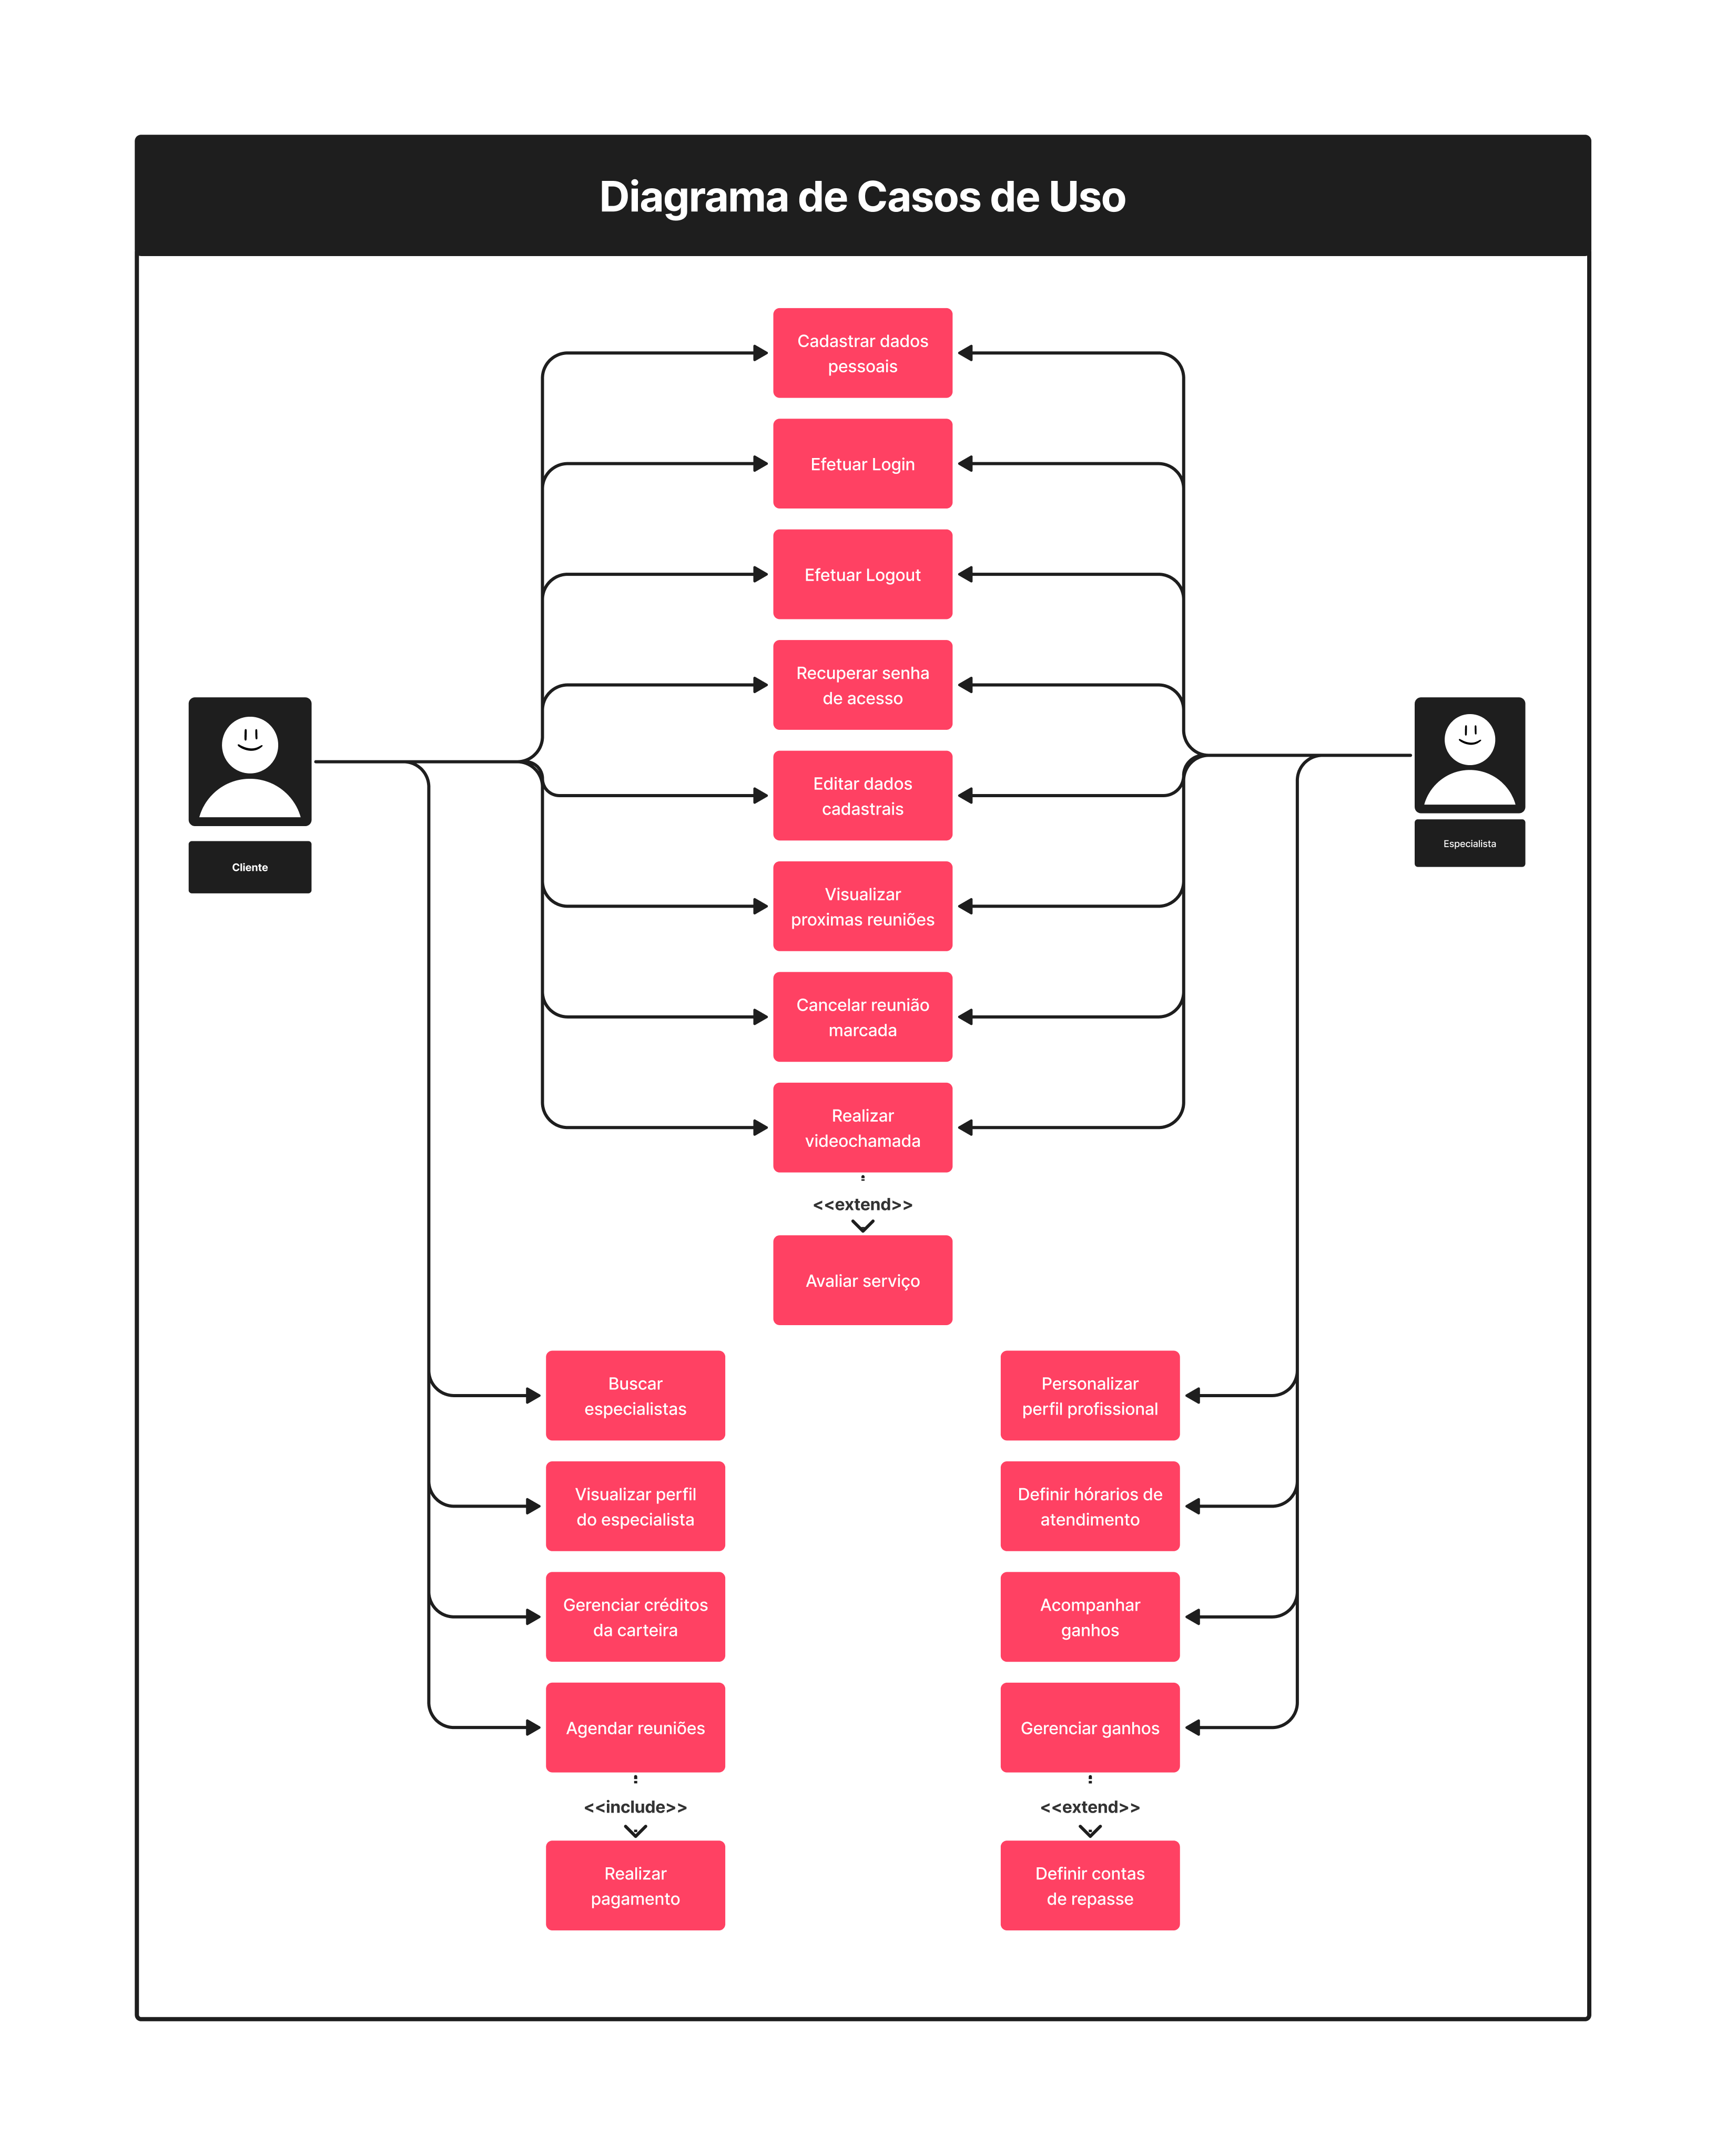 Diagrama de Casos de Uso
Cadastrar dados
pessoais
Efetuar Login
Efetuar Logout
Recuperar senha
de acesso
Editar dados
cadastrais
Cliente
Especialista
Visualizar
proximas reuniões
Cancelar reunião
marcada
Realizar
videochamada
<<extend>>
Avaliar serviço
Buscar
especialistas
Visualizar perfil
do especialista
Gerenciar créditos
da carteira
Agendar reuniões
<<include>>
Realizar
pagamento
Personalizar
perfil profissional
Definir hórarios de
atendimento
Acompanhar
ganhos
Gerenciar ganhos
<<extend>>
Definir contas
de repasse